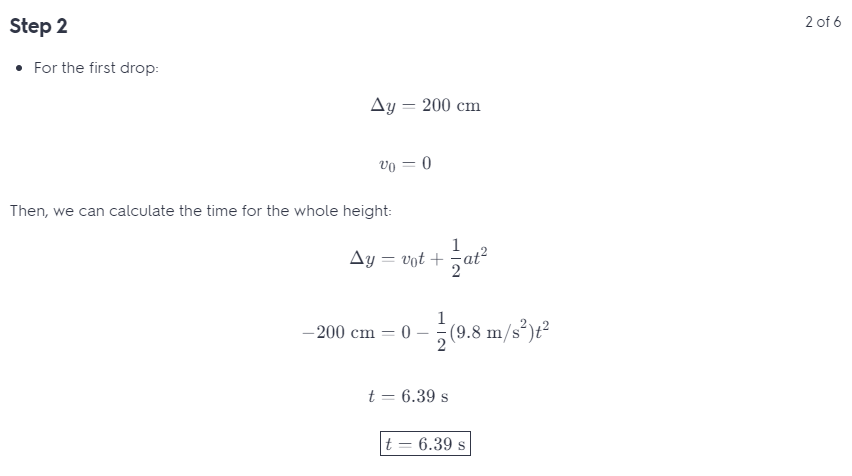 Step 2
2 of 6
• For the first drop:
Δy = 200 cm
v₀ = 0
Then, we can calculate the time for the whole height:
Δy = v₀t + 1/2 at²
−200 cm = 0 − 1/2 (9.8 m/s²)t²
t = 6.39 s
t = 6.39 s